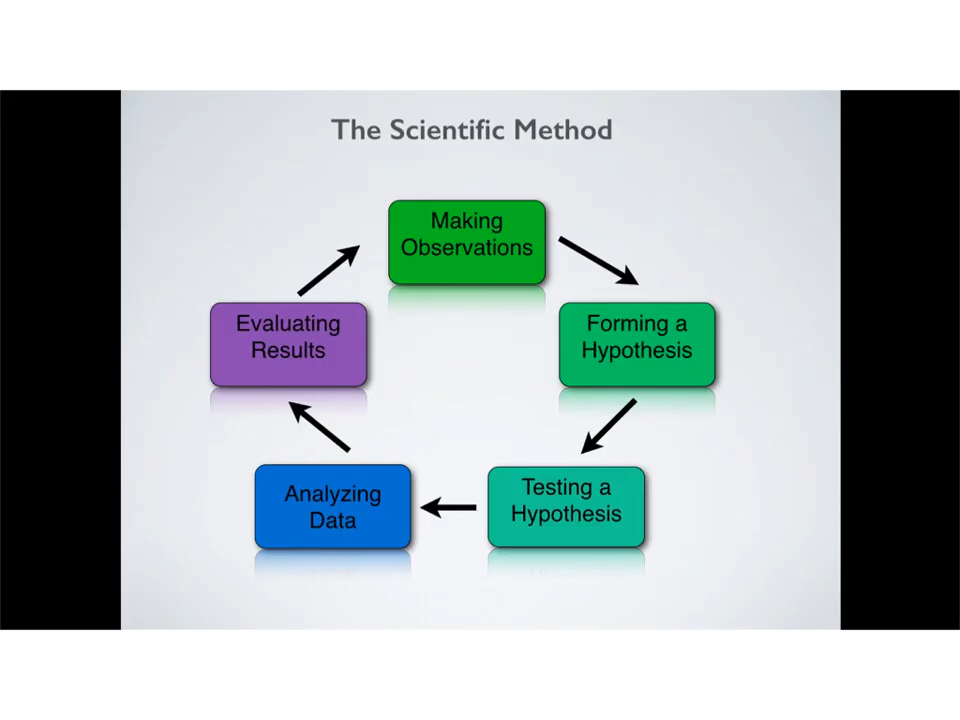 The Scientific Method
Making
Observations
Forming a
Hypothesis
Testing a
Hypothesis
Analyzing
Data
Evaluating
Results